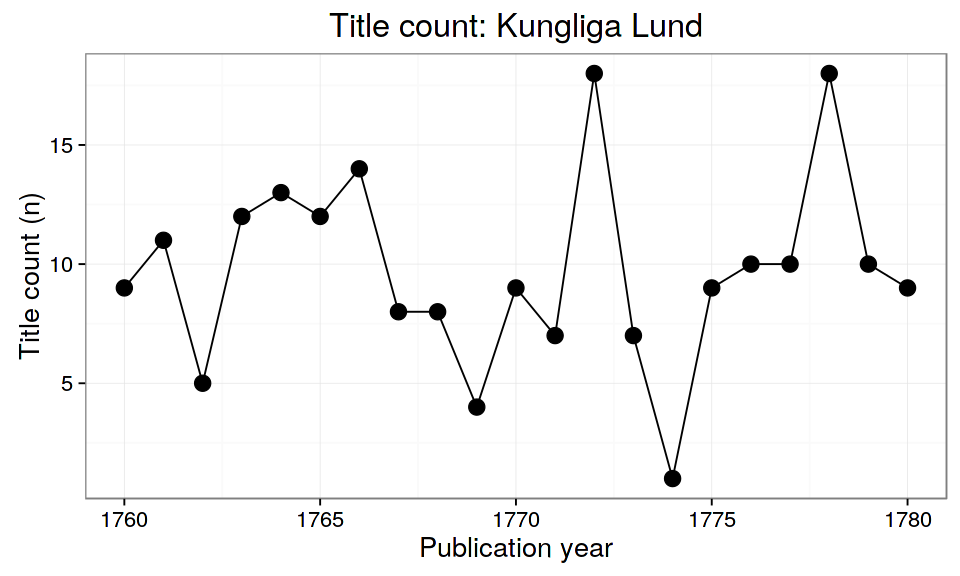 Title count: Kungliga Lund
Title count (n)
15
10
5
1760 1765 1770 1775 1780
Publication year